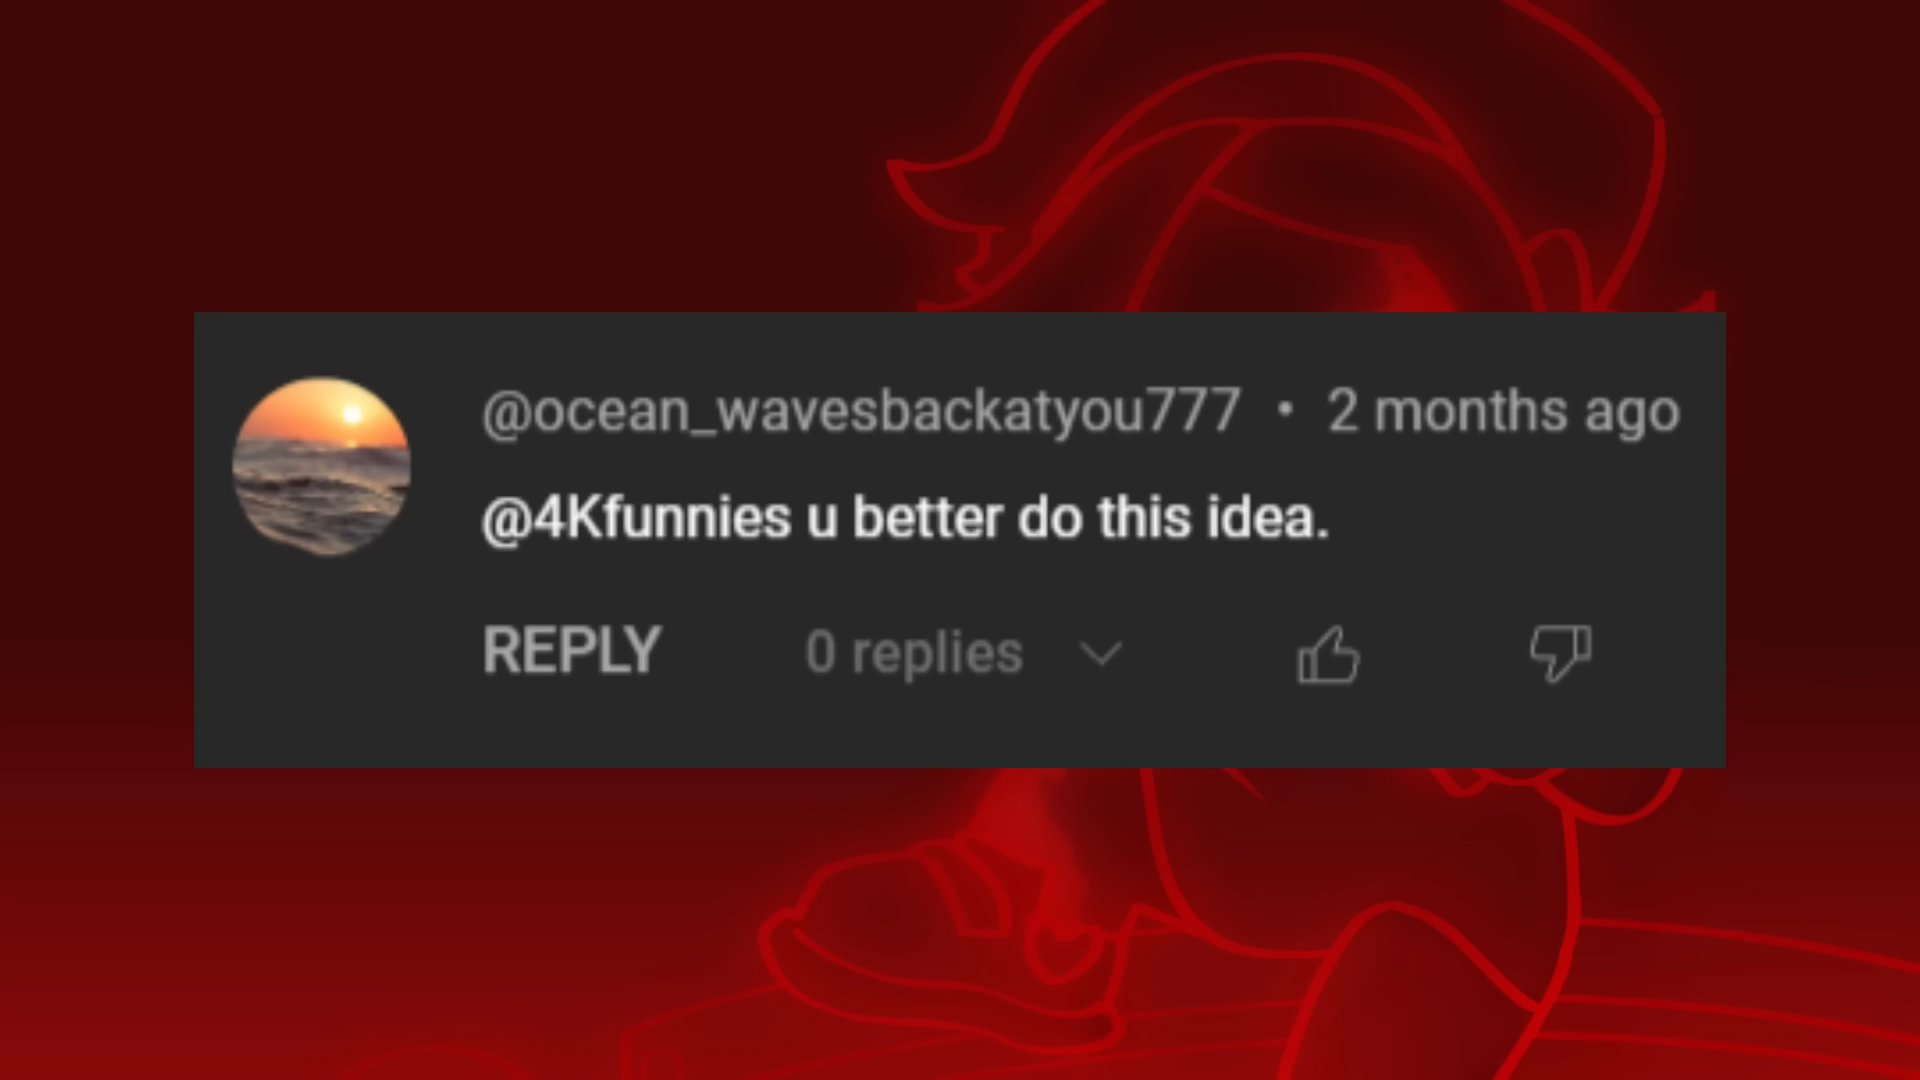 @ocean_wavesbackatyou777 • 2 months ago
@4Kfunnies u better do this idea.
REPLY 0 replies